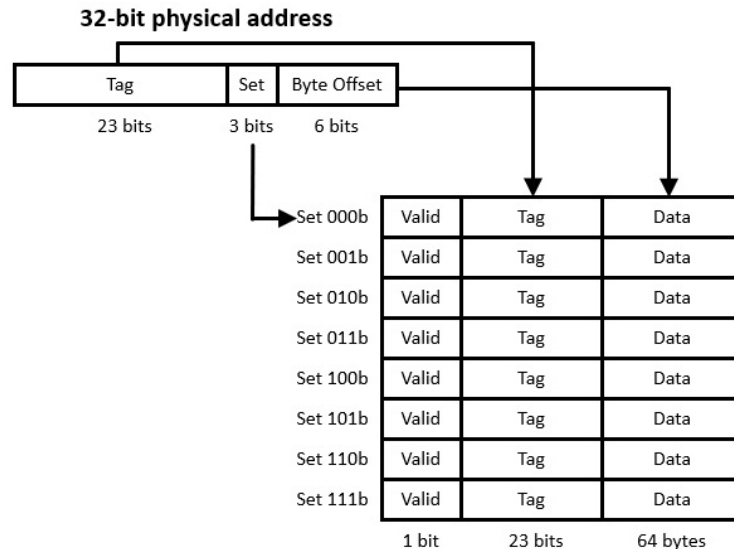 32-bit physical address
Tag Set Byte Offset
23 bits 3 bits 6 bits
Set 000b Valid Tag Data
Set 001b Valid Tag Data
Set 010b Valid Tag Data
Set 011b Valid Tag Data
Set 100b Valid Tag Data
Set 101b Valid Tag Data
Set 110b Valid Tag Data
Set 111b Valid Tag Data
1 bit 23 bits 64 bytes